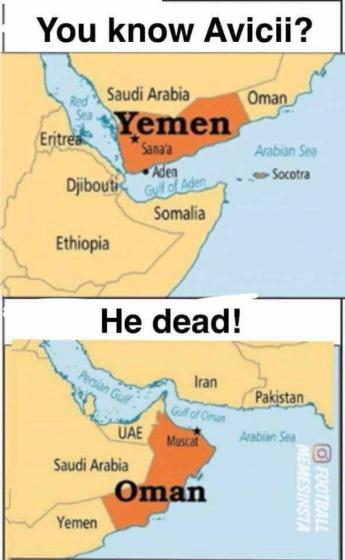 You know Avicii?
Saudi Arabia
Oman
Red
Sea
Yemen
Eritrea
Sana'a
Arabian Sea
Aden
Socotra
Djibouti
Gulf of Aden
Somalia
Ethiopia
He dead!
Persian Gulf
Iran
Pakistan
Gulf of Oman
UAE
Muscat
Arabian Sea
Saudi Arabia
Oman
Yemen
FOOTBALL
MEMESINSTA